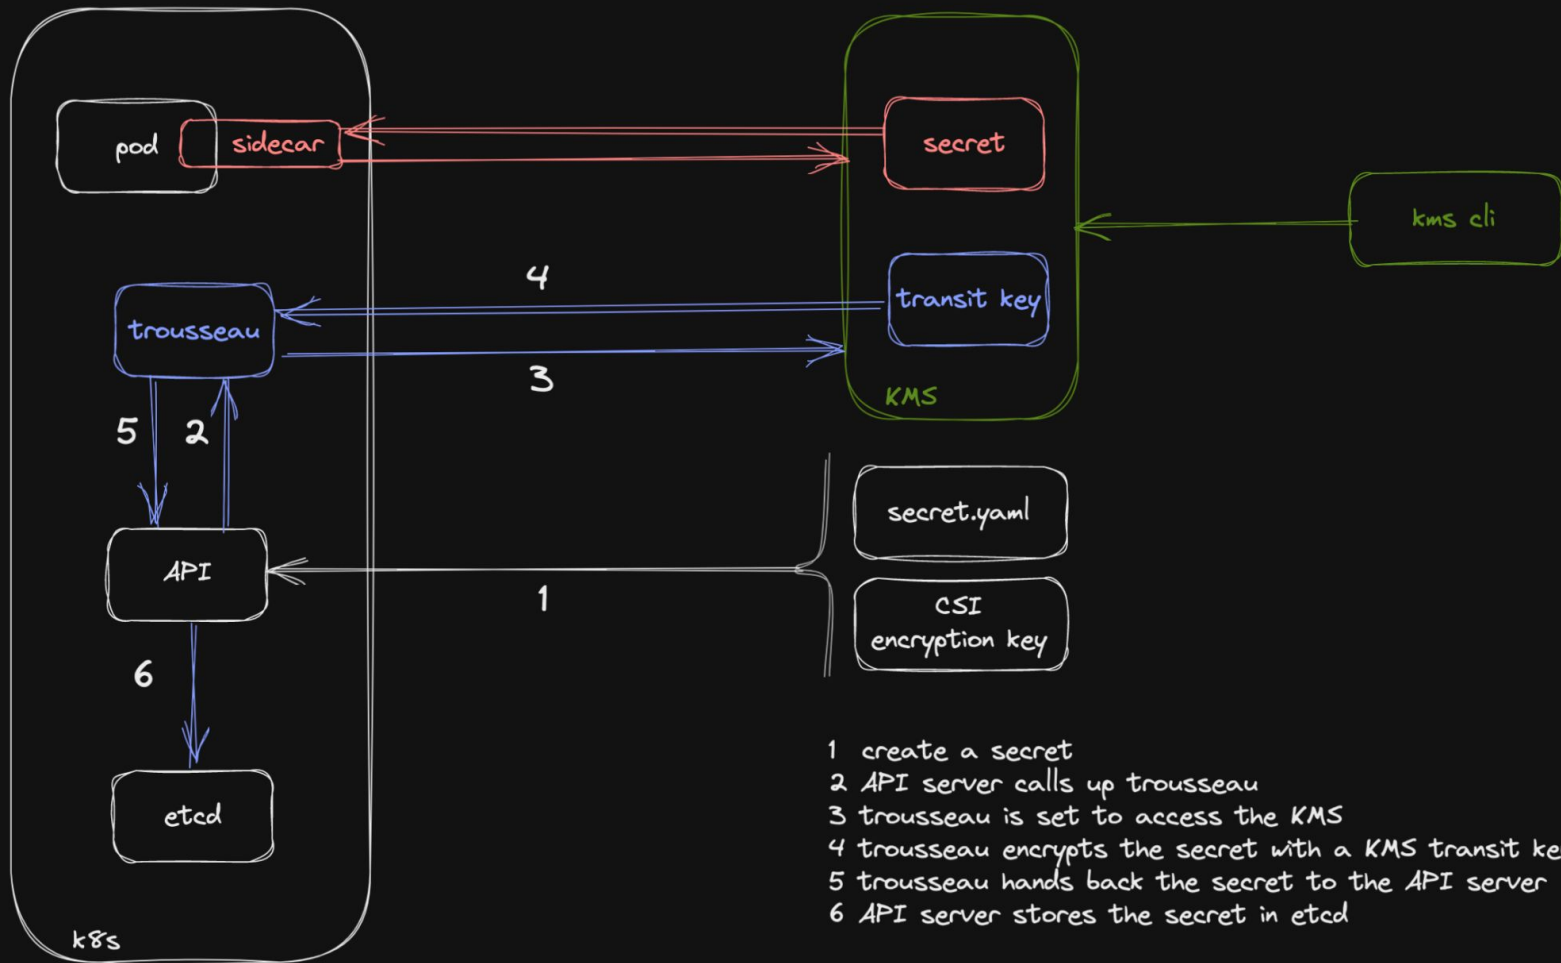 pod
sidecar
secret
kms cli
4
transit key
trousseau
3
KMS
5
2
secret.yaml
API
1
CSI
encryption key
6
etcd
k8s
1 create a secret
2 API server calls up trousseau
3 trousseau is set to access the KMS
4 trousseau encrypts the secret with a KMS transit ke
5 trousseau hands back the secret to the API server
6 API server stores the secret in etcd